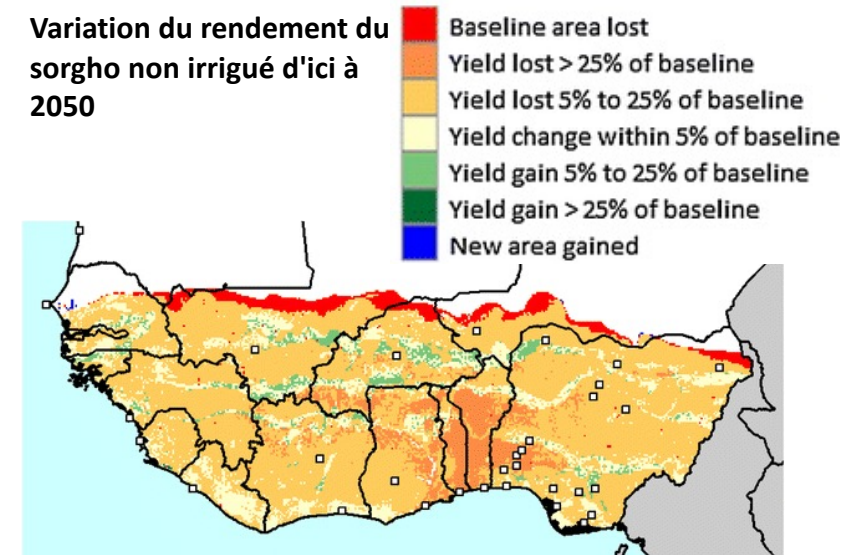 Variation du rendement du
sorgho non irrigué d'ici à
2050
Baseline area lost
Yield lost > 25% of baseline
Yield lost 5% to 25% of baseline
Yield change within 5% of baseline
Yield gain 5% to 25% of baseline
Yield gain > 25% of baseline
New area gained